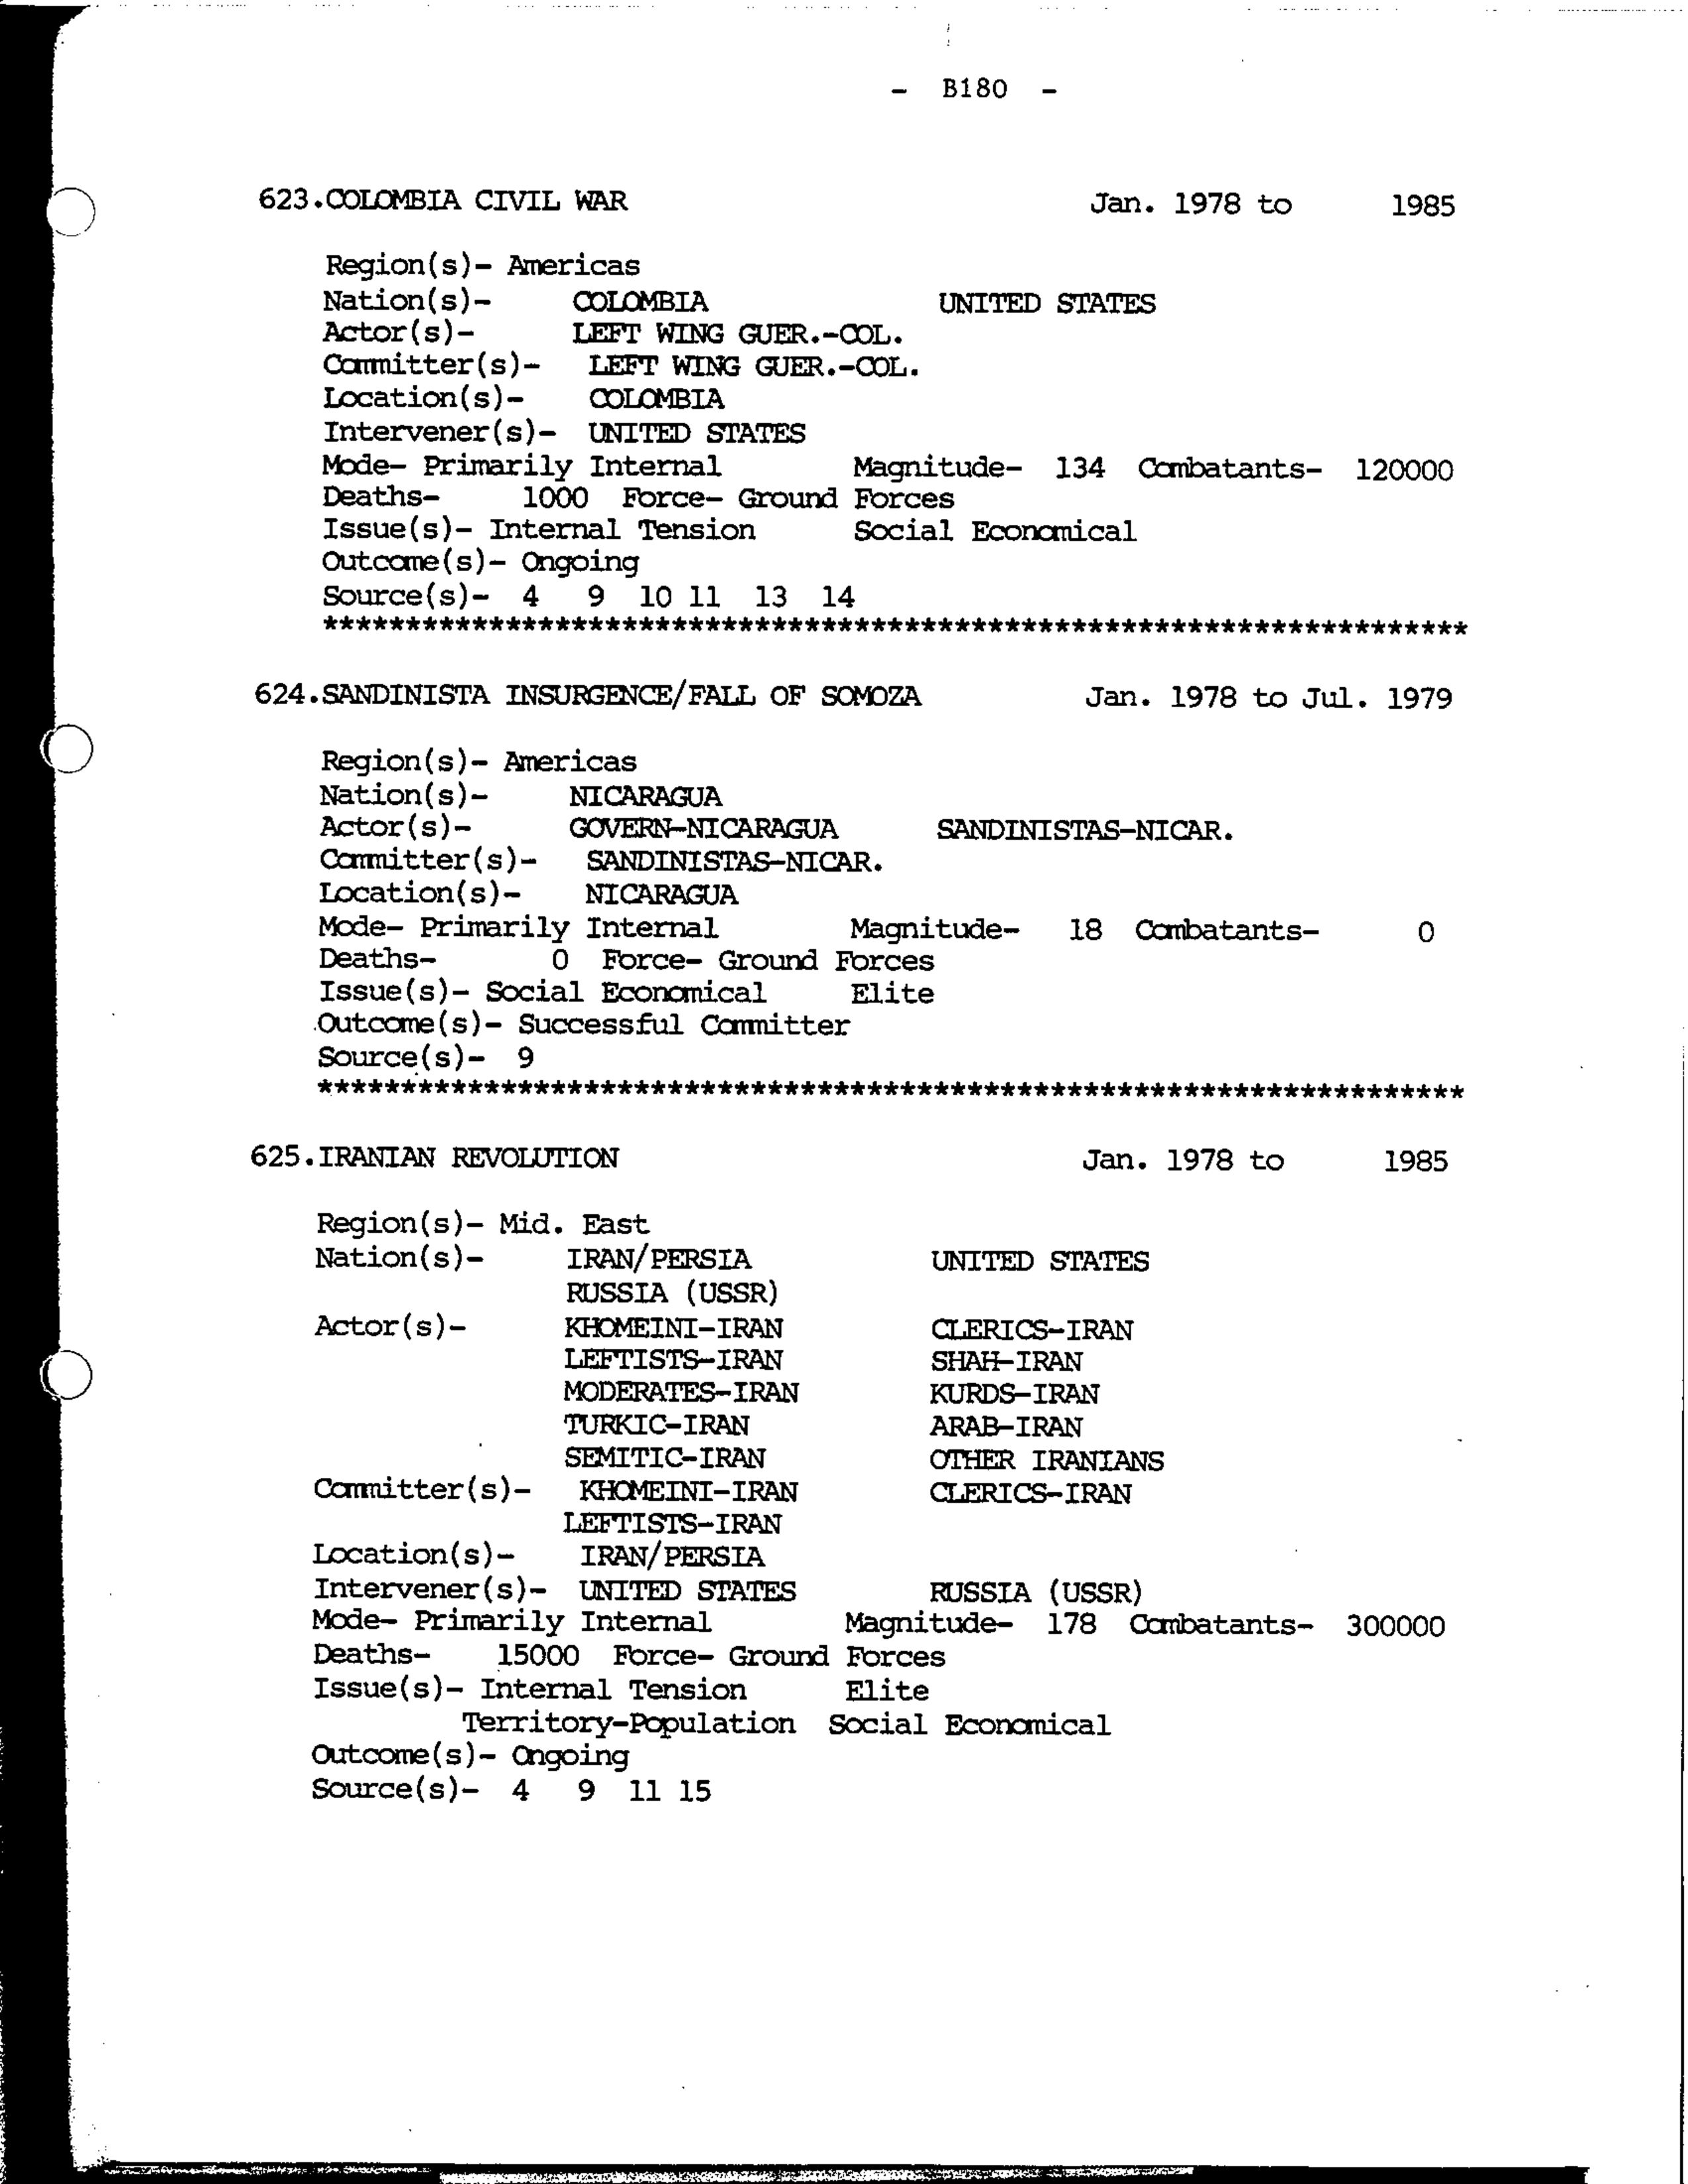 - B180 -
623.COLOMBIA CIVIL WAR Jan. 1978 to 1985
Region(s)- Americas
Nation(s)- COLOMBIA UNITED STATES
Actor(s)- LEFT WING GUER.-COL.
Committer(s)- LEFT WING GUER.-COL.
Location(s)- COLOMBIA
Intervener(s)- UNITED STATES
Mode- Primarily Internal Magnitude- 134 Combatants- 120000
Deaths- 1000 Force- Ground Forces
Issue(s)- Internal Tension Social Economical
Outcome(s)- Ongoing
Source(s)- 4 9 10 11 13 14
*********************************************************************
624.SANDINISTA INSURGENCE/FALL OF SOMOZA Jan. 1978 to Jul. 1979
Region(s)- Americas
Nation(s)- NICARAGUA
Actor(s)- GOVERN-NICARAGUA SANDINISTAS-NICAR.
Committer(s)- SANDINISTAS-NICAR.
Location(s)- NICARAGUA
Mode- Primarily Internal Magnitude- 18 Combatants- 0
Deaths- 0 Force- Ground Forces
Issue(s)- Social Economical Elite
Outcome(s)- Successful Committer
Source(s)- 9
*********************************************************************
625.IRANIAN REVOLUTION Jan. 1978 to 1985
Region(s)- Mid. East
Nation(s)- IRAN/PERSIA UNITED STATES
RUSSIA (USSR)
Actor(s)- KHOMEINI-IRAN CLERICS-IRAN
LEFTISTS-IRAN SHAH-IRAN
MODERATES-IRAN KURDS-IRAN
TURKIC-IRAN ARAB-IRAN
SEMITIC-IRAN OTHER IRANIANS
Committer(s)- KHOMEINI-IRAN CLERICS-IRAN
LEFTISTS-IRAN
Location(s)- IRAN/PERSIA
Intervener(s)- UNITED STATES RUSSIA (USSR)
Mode- Primarily Internal Magnitude- 178 Combatants- 300000
Deaths- 15000 Force- Ground Forces
Issue(s)- Internal Tension Elite
Territory-Population Social Economical
Outcome(s)- Ongoing
Source(s)- 4 9 11 15